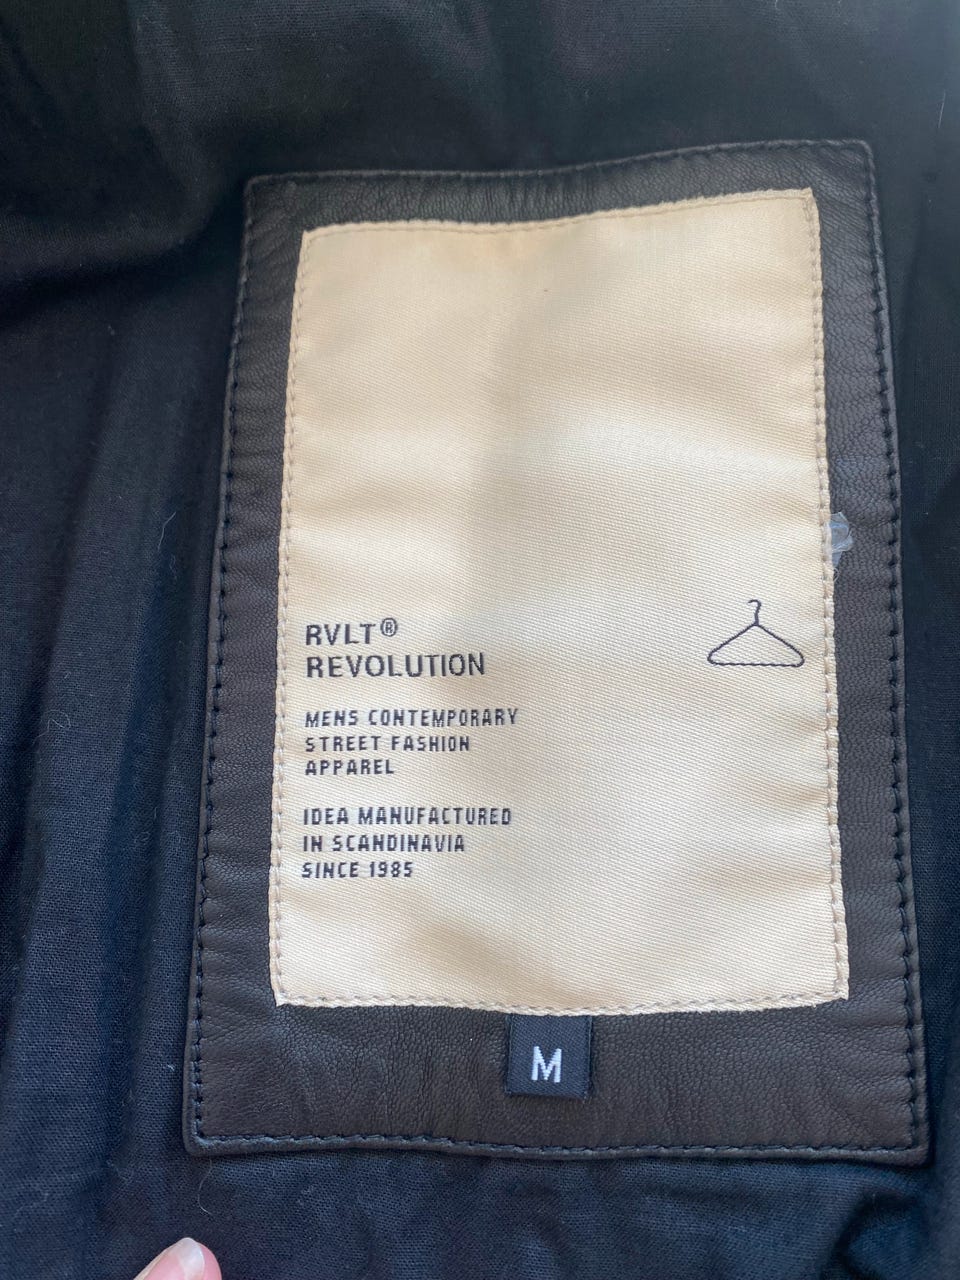 RVLT®
REVOLUTION
MENS CONTEMPORARY
STREET FASHION
APPAREL
IDEA MANUFACTURED
IN SCANDINAVIA
SINCE 1985
M